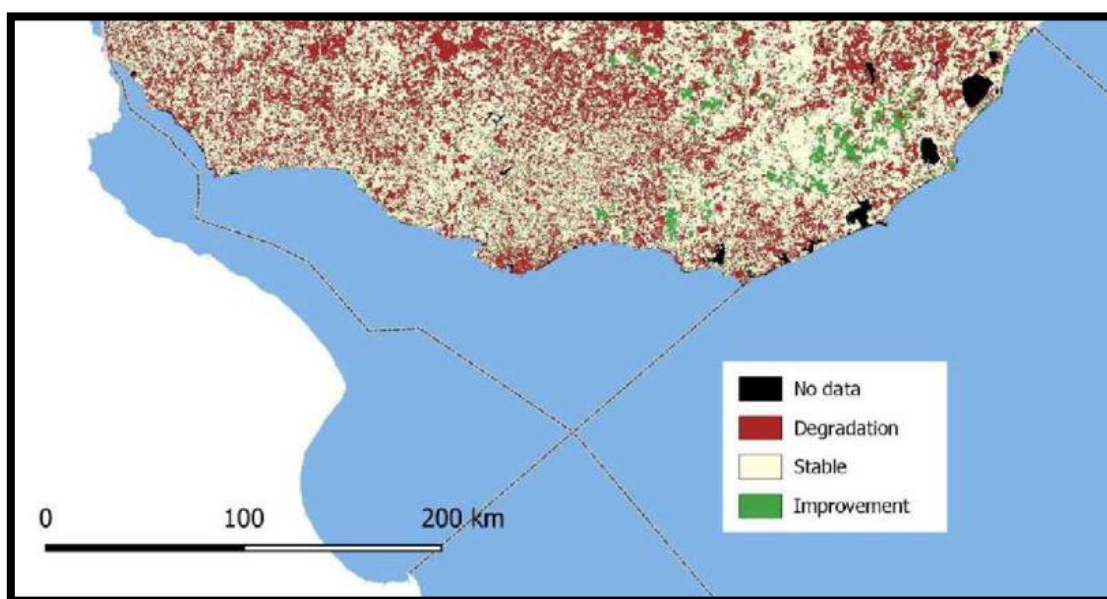 No data
Degradation
Stable
Improvement
0 100 200 km